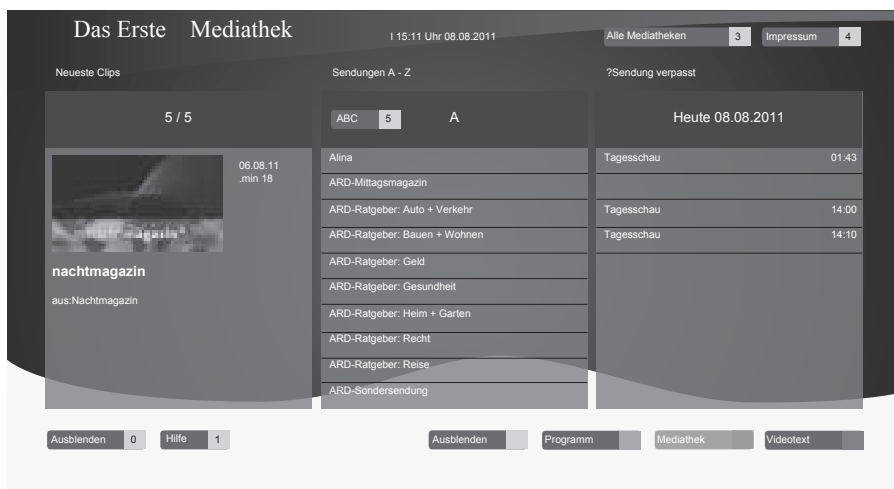 Das Erste Mediathek
I 15:11 Uhr 08.08.2011
Alle Mediatheken 3
Impressum 4
Neueste Clips
Sendungen A - Z
?Sendung verpasst
5 / 5
ABC 5
A
Heute 08.08.2011
06.08.11
.min 18
nachtmagazin
aus:Nachtmagazin
Alina
ARD-Mittagsmagazin
ARD-Ratgeber: Auto + Verkehr
ARD-Ratgeber: Bauen + Wohnen
ARD-Ratgeber: Geld
ARD-Ratgeber: Gesundheit
ARD-Ratgeber: Heim + Garten
ARD-Ratgeber: Recht
ARD-Ratgeber: Reise
ARD-Sondersendung
Tagesschau 01:43
Tagesschau 14:00
Tagesschau 14:10
Ausblenden 0
Hilfe 1
Ausblenden
Programm
Mediathek
Videotext